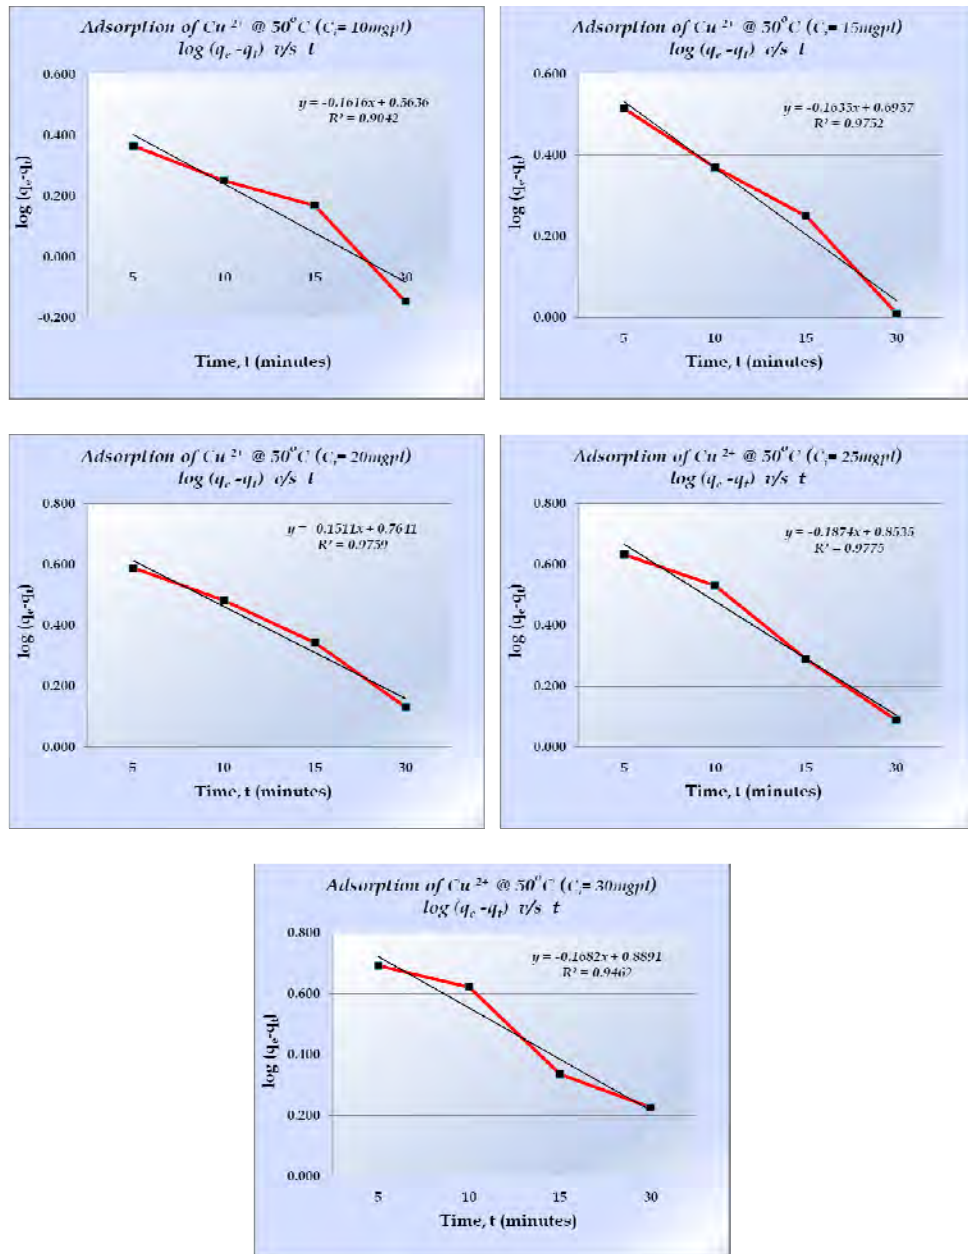 Adsorption of Cu ²⁺ @ 50°C (Cᵢ= 10mgpl)
log (qₑ -qₜ) v/s t
0.600
0.400
0.200
0.000
-0.200
log (qₑ-qₜ)
y = -0.1616x + 0.5636
R² = 0.9042
5 10 15 30
Time, t (minutes)
Adsorption of Cu ²⁺ @ 50°C (Cᵢ= 15mgpl)
log (qₑ -qₜ) v/s t
0.600
0.400
0.200
0.000
log (qₑ-qₜ)
y = -0.1635x + 0.6937
R² = 0.9752
5 10 15 30
Time, t (minutes)
Adsorption of Cu ²⁺ @ 50°C (Cᵢ= 20mgpl)
log (qₑ -qₜ) v/s t
0.800
0.600
0.400
0.200
0.000
log (qₑ-qₜ)
y = -0.1511x + 0.7641
R² = 0.9759
5 10 15 30
Time, t (minutes)
Adsorption of Cu ²⁺ @ 50°C (Cᵢ= 25mgpl)
log (qₑ -qₜ) v/s t
0.800
0.600
0.400
0.200
0.000
log (qₑ-qₜ)
y = -0.1874x + 0.8535
R² = 0.9775
5 10 15 30
Time, t (minutes)
Adsorption of Cu ²⁺ @ 50°C (Cᵢ= 30mgpl)
log (qₑ -qₜ) v/s t
0.800
0.600
0.400
0.200
0.000
log (qₑ-qₜ)
y = -0.1682x + 0.8891
R² = 0.9462
5 10 15 30
Time, t (minutes)